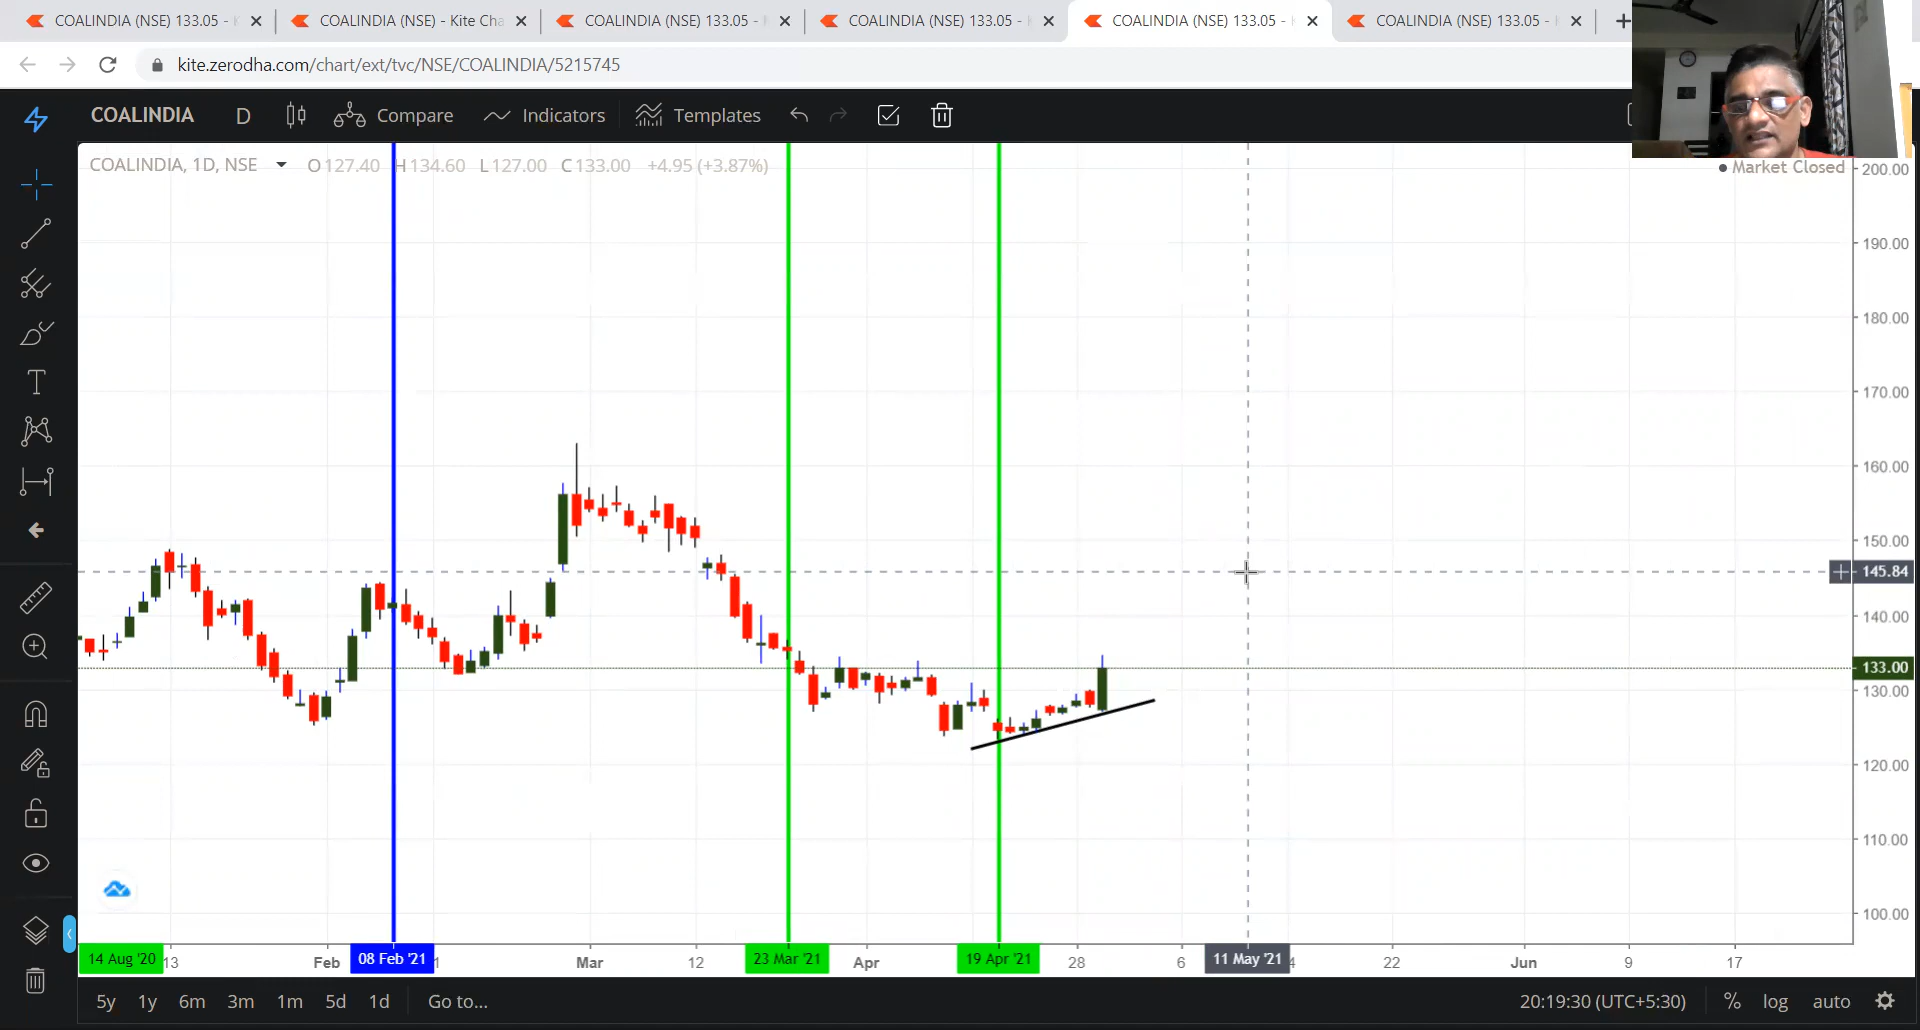 COALINDIA (NSE) 133.05 -
COALINDIA (NSE) - Kite Cha
COALINDIA (NSE) 133.05 -
COALINDIA (NSE) 133.05 -
COALINDIA (NSE) 133.05 -
COALINDIA (NSE) 133.05 -
kite.zerodha.com/chart/ext/tvc/NSE/COALINDIA/5215745
COALINDIA D Compare Indicators Templates
COALINDIA, 1D, NSE O127.40 H134.60 L127.00 C133.00 +4.95 (+3.87%)
Market Closed
200.00
190.00
180.00
170.00
160.00
150.00
145.84
140.00
133.00
130.00
120.00
110.00
100.00
14 Aug '20 13 Feb 08 Feb '21 Mar 12 23 Mar '21 Apr 19 Apr '21 28 6 11 May '21 22 Jun 9 17
5y 1y 6m 3m 1m 5d 1d Go to... 20:19:30 (UTC+5:30) % log auto